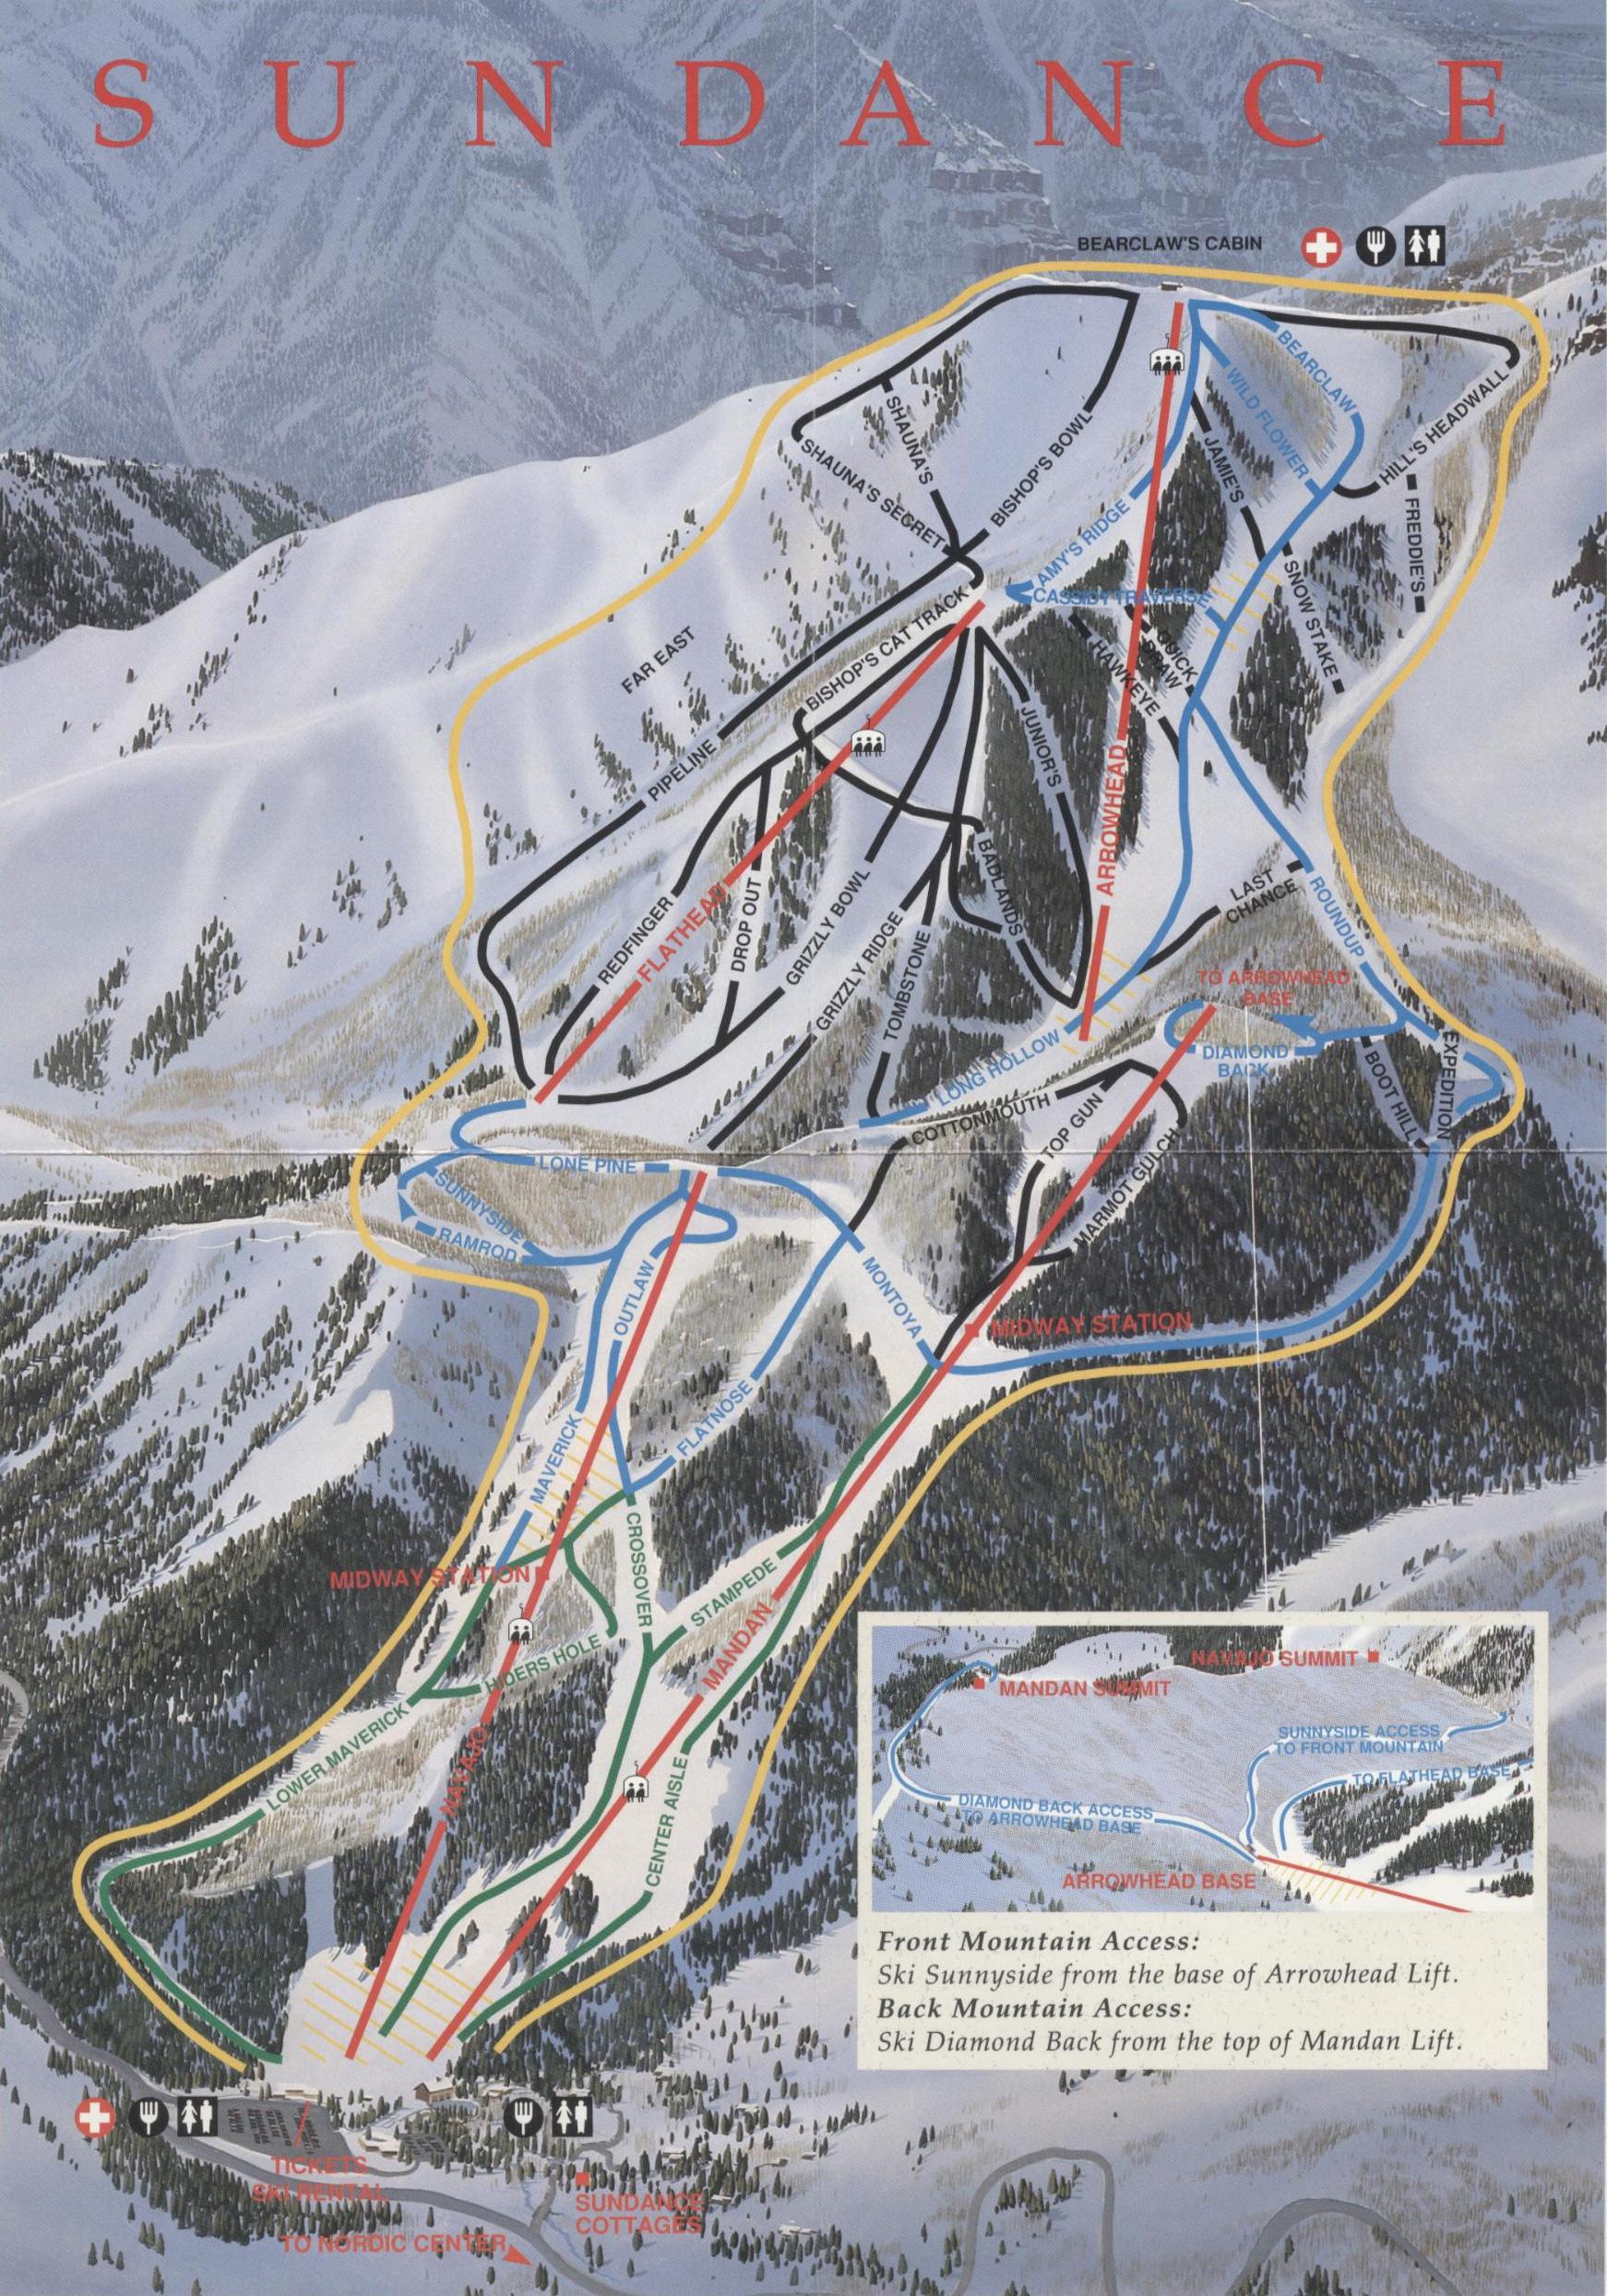 SUNDANCE
BEARCLAW'S CABIN
BEARCLAW
WILD FLOWER
HILL'S HEADWALL
SHAUNA'S
SHAUNA'S SECRET
BISHOP'S BOWL
JAMIE'S
FREDDIE'S
AMY'S RIDGE
CASSIDY TRAVERSE
SNOW STAKE
BISHOP'S CAT TRACK
FAR EAST
QUICK
DRAW
HAWKEYE
JUNIOR'S
PIPELINE
ARROWHEAD
BADLANDS
LAST
CHANCE
ROUNDUP
REDFINGER
FLATHEAD
DROP OUT
GRIZZLY BOWL
GRIZZLY RIDGE
TOMBSTONE
TO ARROWHEAD
BASE
LONG HOLLOW
DIAMOND
BACK
BOOT HILL
EXPEDITION
COTTONMOUTH
TOP GUN
MARMOT GULCH
LONE PINE
SUNNYSIDE
RAMROD
OUTLAW
MONTOYA
MIDWAY STATION
FLATNOSE
MAVERICK
CROSSOVER
MIDWAY STATION
STAMPEDE
MANDAN
HIDERS HOLE
LOWER MAVERICK
NAVAJO
CENTER AISLE
NAVAJO SUMMIT
MANDAN SUMMIT
SUNNYSIDE ACCESS
TO FRONT MOUNTAIN
TO FLATHEAD BASE
DIAMOND BACK ACCESS
TO ARROWHEAD BASE
ARROWHEAD BASE
Front Mountain Access:
Ski Sunnyside from the base of Arrowhead Lift.
Back Mountain Access:
Ski Diamond Back from the top of Mandan Lift.
TICKETS
SKI RENTAL
SUNDANCE
COTTAGES
TO NORDIC CENTER